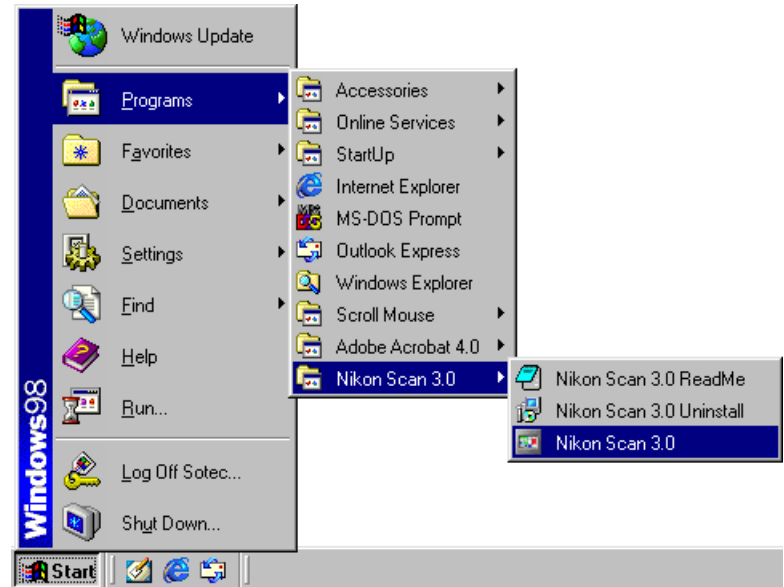 Windows Update
Programs
Favorites
Documents
Settings
Find
Help
Run...
Log Off Sotec...
Shut Down...
Windows98
Accessories
Online Services
StartUp
Internet Explorer
MS-DOS Prompt
Outlook Express
Windows Explorer
Scroll Mouse
Adobe Acrobat 4.0
Nikon Scan 3.0
Nikon Scan 3.0 ReadMe
Nikon Scan 3.0 Uninstall
Nikon Scan 3.0
Start